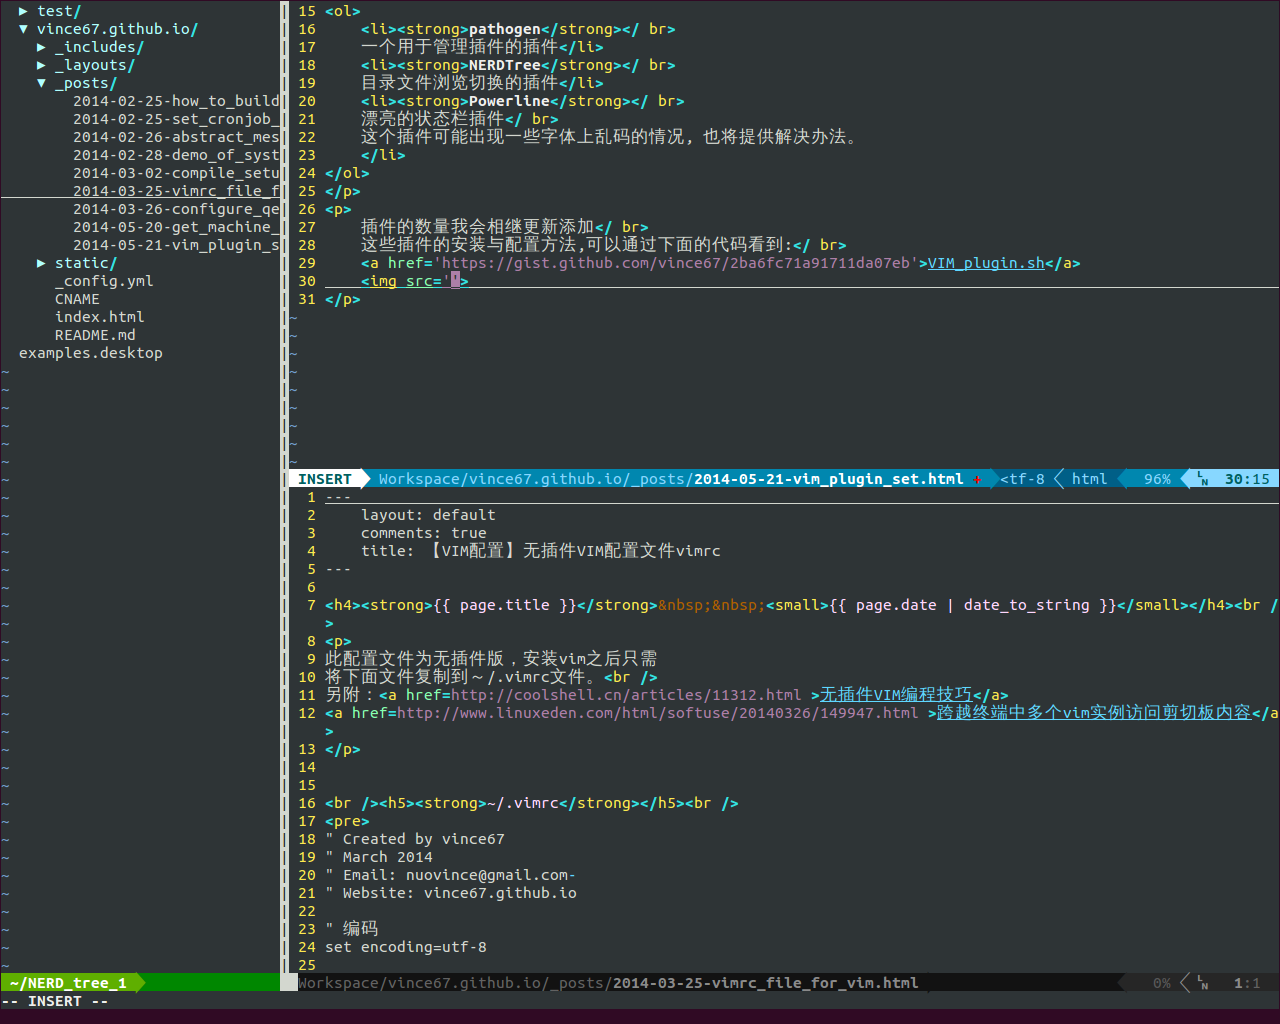 ▶ test/
▼ vince67.github.io/
▶ _includes/
▶ _layouts/
▼ _posts/
2014-02-25-how_to_build
2014-02-25-set_cronjob_
2014-02-26-abstract_mes
2014-02-28-demo_of_syst
2014-03-02-compile_setu
2014-03-25-vimrc_file_f
2014-03-26-configure_qe
2014-05-20-get_machine_
2014-05-21-vim_plugin_s
▶ static/
_config.yml
CNAME
index.html
README.md
examples.desktop
~/NERD_tree_1
15 <ol>
16 <li><strong>pathogen</strong></ br>
17 一个用于管理插件的插件</li>
18 <li><strong>NERDTree</strong></ br>
19 目录文件浏览切换的插件</li>
20 <li><strong>Powerline</strong></ br>
21 漂亮的状态栏插件</ br>
22 这个插件可能出现一些字体上乱码的情况, 也将提供解决办法。
23 </li>
24 </ol>
25 </p>
26 <p>
27 插件的数量我会相继更新添加</ br>
28 这些插件的安装与配置方法,可以通过下面的代码看到:</ br>
29 <a href='https://gist.github.com/vince67/2ba6fc71a91711da07eb'>VIM_plugin.sh</a>
30 <img src=''>
31 </p>
INSERT Workspace/vince67.github.io/_posts/2014-05-21-vim_plugin_set.html + <tf-8 html 96% LN 30:15
1 ---
2 layout: default
3 comments: true
4 title: 【VIM配置】无插件VIM配置文件vimrc
5 ---
6
7 <h4><strong>{{ page.title }}</strong>&nbsp;&nbsp;<small>{{ page.date | date_to_string }}</small></h4><br /
>
8 <p>
9 此配置文件为无插件版，安装vim之后只需
10 将下面文件复制到～/.vimrc文件。<br />
11 另附：<a href=http://coolshell.cn/articles/11312.html >无插件VIM编程技巧</a>
12 <a href=http://www.linuxeden.com/html/softuse/20140326/149947.html >跨越终端中多个vim实例访问剪切板内容</a
>
13 </p>
14
15
16 <br /><h5><strong>~/.vimrc</strong></h5><br />
17 <pre>
18 " Created by vince67
19 " March 2014
20 " Email: nuovince@gmail.com-
21 " Website: vince67.github.io
22
23 " 编码
24 set encoding=utf-8
25
Workspace/vince67.github.io/_posts/2014-03-25-vimrc_file_for_vim.html 0% LN 1:1
-- INSERT --